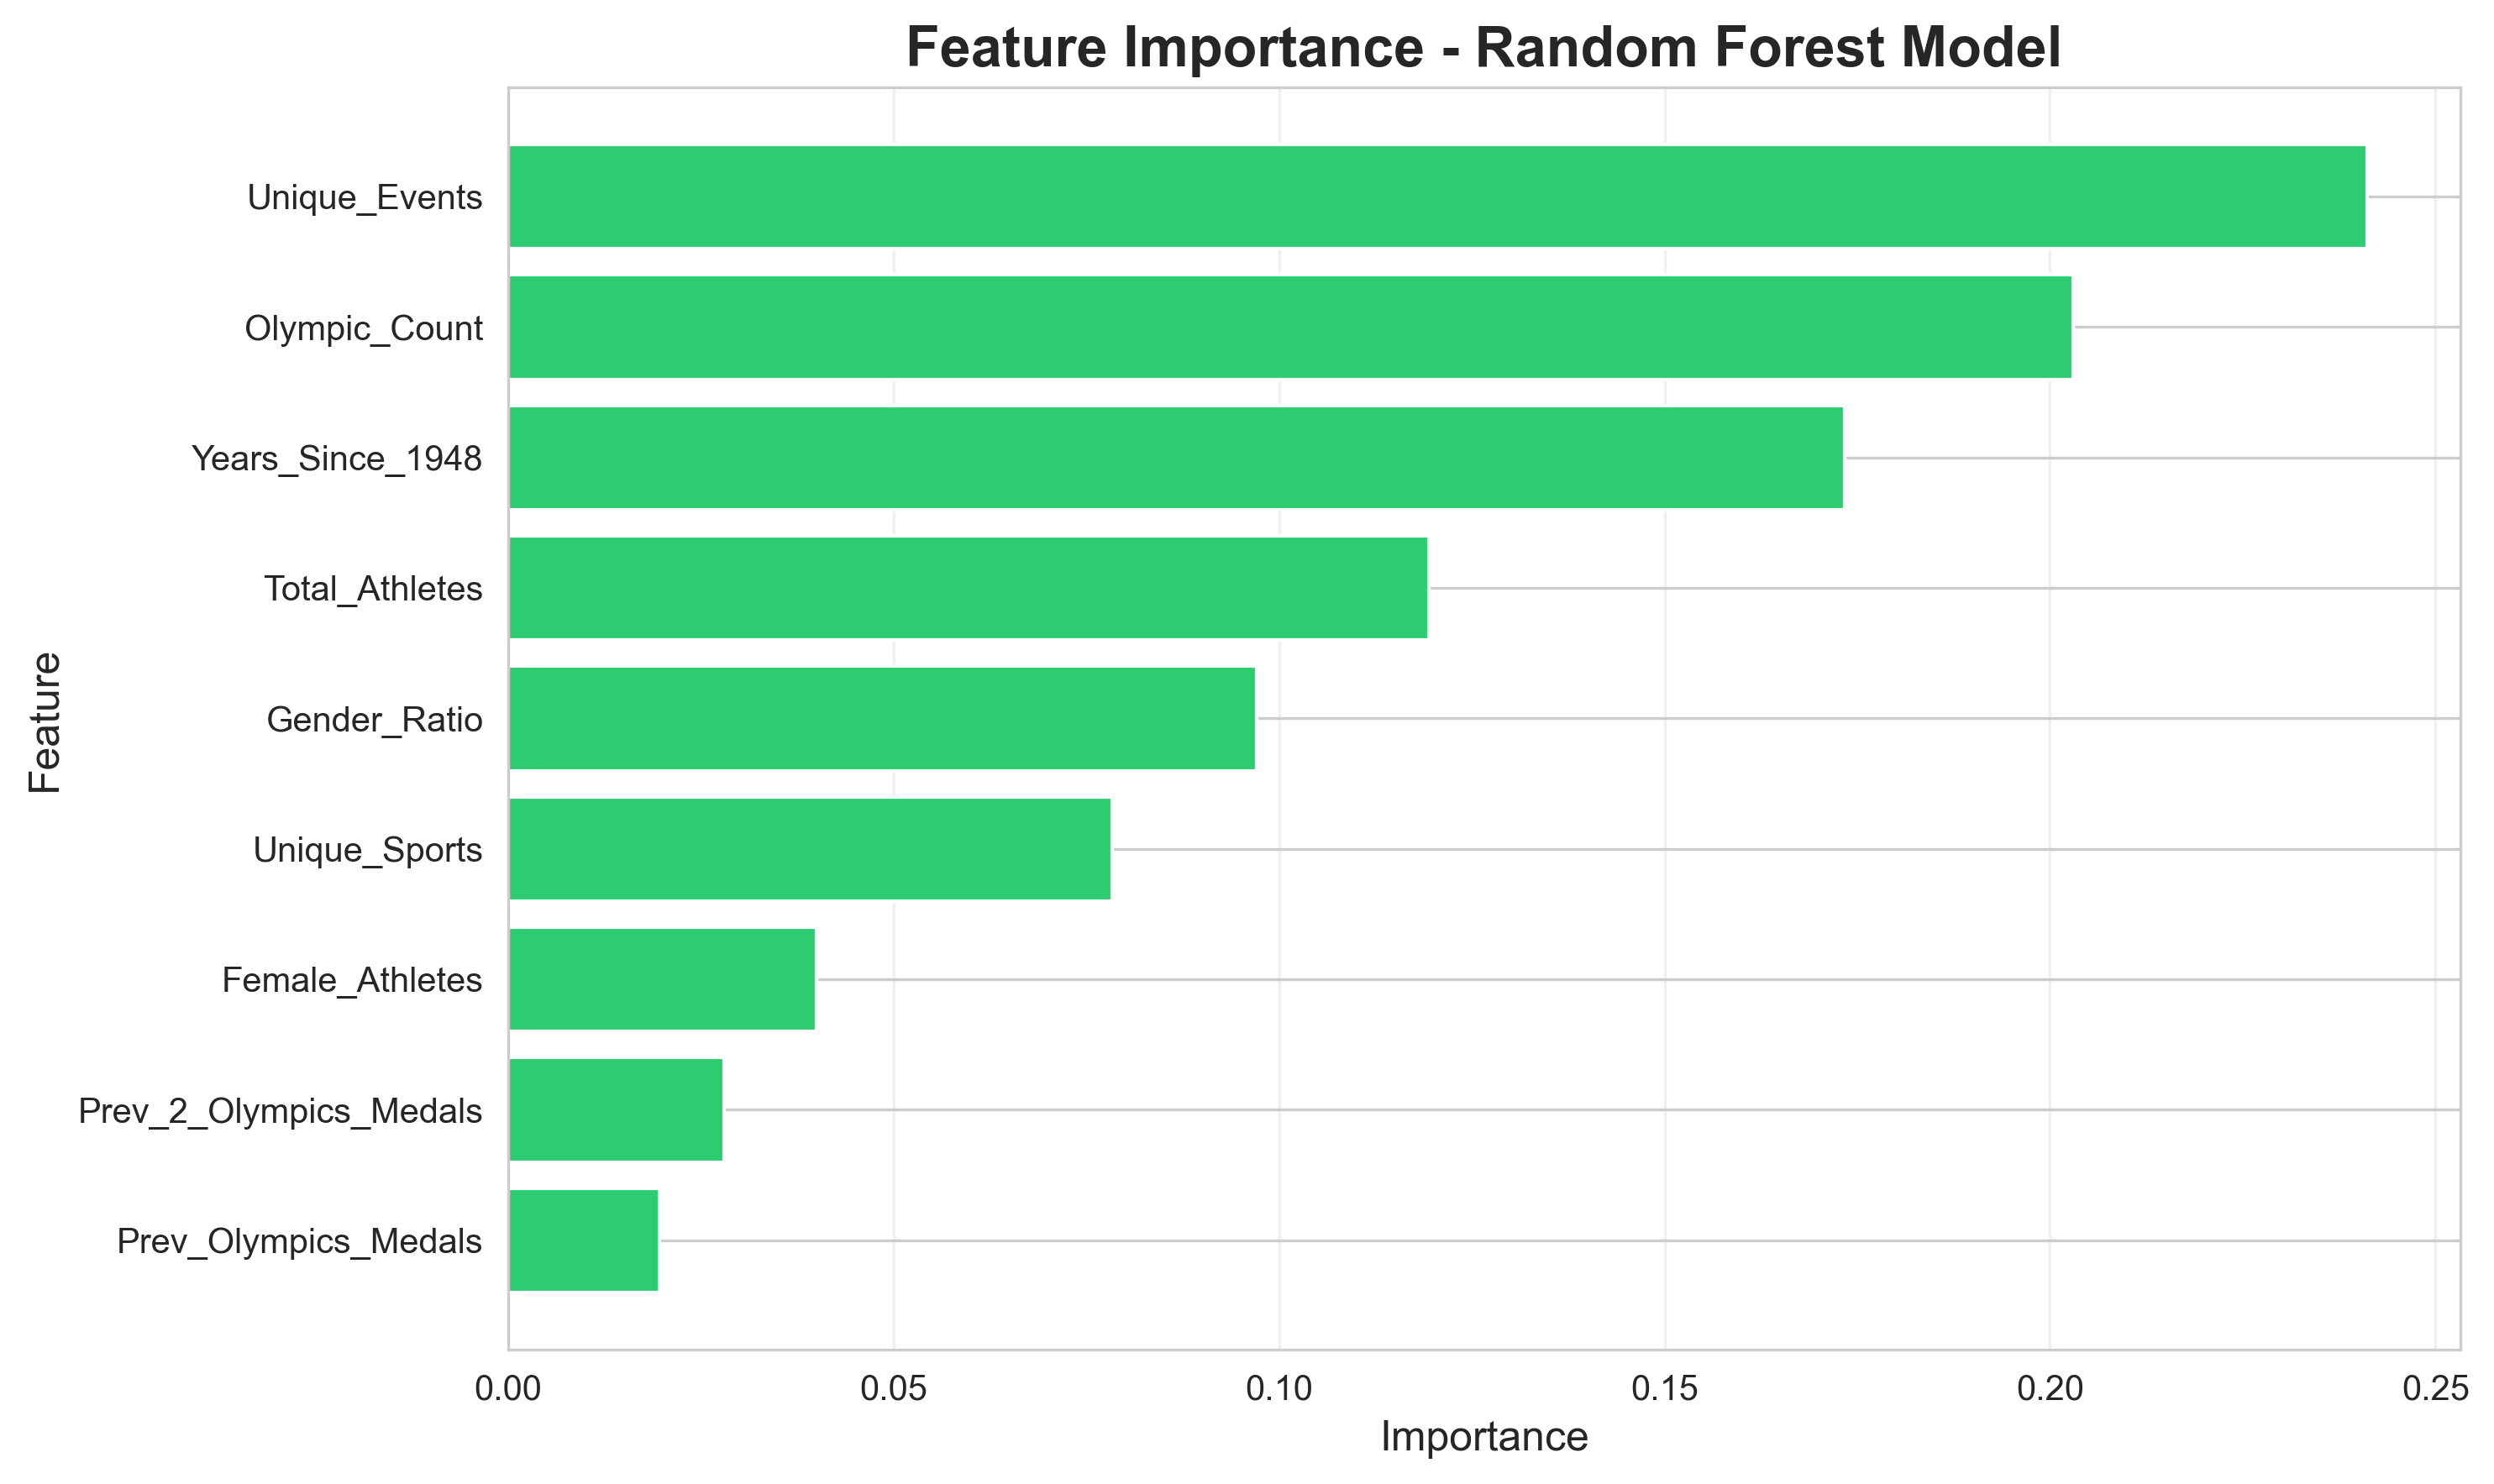 Feature Importance - Random Forest Model
Unique_Events
Olympic_Count
Years_Since_1948
Total_Athletes
Gender_Ratio
Unique_Sports
Female_Athletes
Prev_2_Olympics_Medals
Prev_Olympics_Medals
Feature
0.00 0.05 0.10 0.15 0.20 0.25
Importance